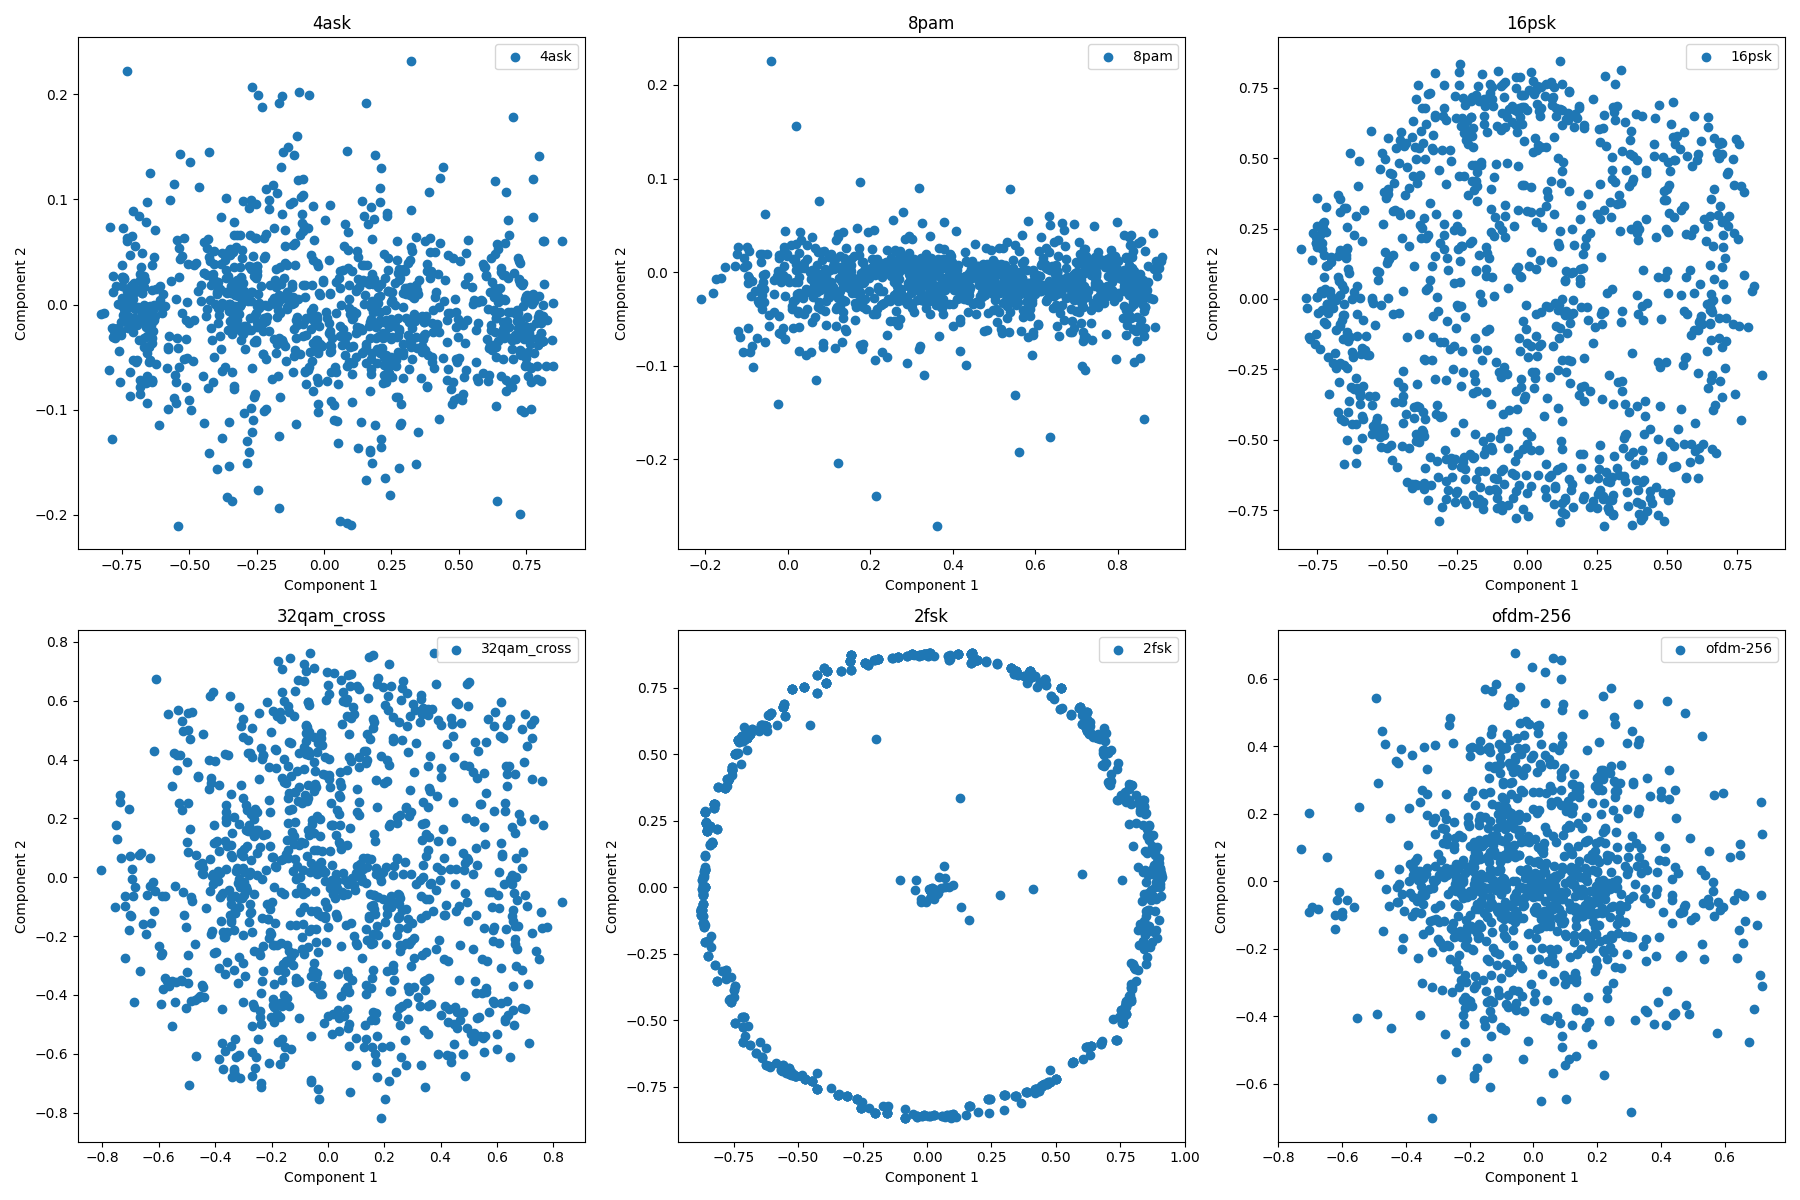 4ask
4ask
0.2
0.1
0.0
−0.1
−0.2
Component 2
−0.75 −0.50 −0.25 0.00 0.25 0.50 0.75
Component 1
8pam
8pam
0.2
0.1
0.0
−0.1
−0.2
Component 2
−0.2 0.0 0.2 0.4 0.6 0.8
Component 1
16psk
16psk
0.75
0.50
0.25
0.00
−0.25
−0.50
−0.75
Component 2
−0.75 −0.50 −0.25 0.00 0.25 0.50 0.75
Component 1
32qam_cross
32qam_cross
0.8
0.6
0.4
0.2
0.0
−0.2
−0.4
−0.6
−0.8
Component 2
−0.8 −0.6 −0.4 −0.2 0.0 0.2 0.4 0.6 0.8
Component 1
2fsk
2fsk
0.75
0.50
0.25
0.00
−0.25
−0.50
−0.75
Component 2
−0.75 −0.50 −0.25 0.00 0.25 0.50 0.75 1.00
Component 1
ofdm-256
ofdm-256
0.6
0.4
0.2
0.0
−0.2
−0.4
−0.6
Component 2
−0.8 −0.6 −0.4 −0.2 0.0 0.2 0.4 0.6
Component 1